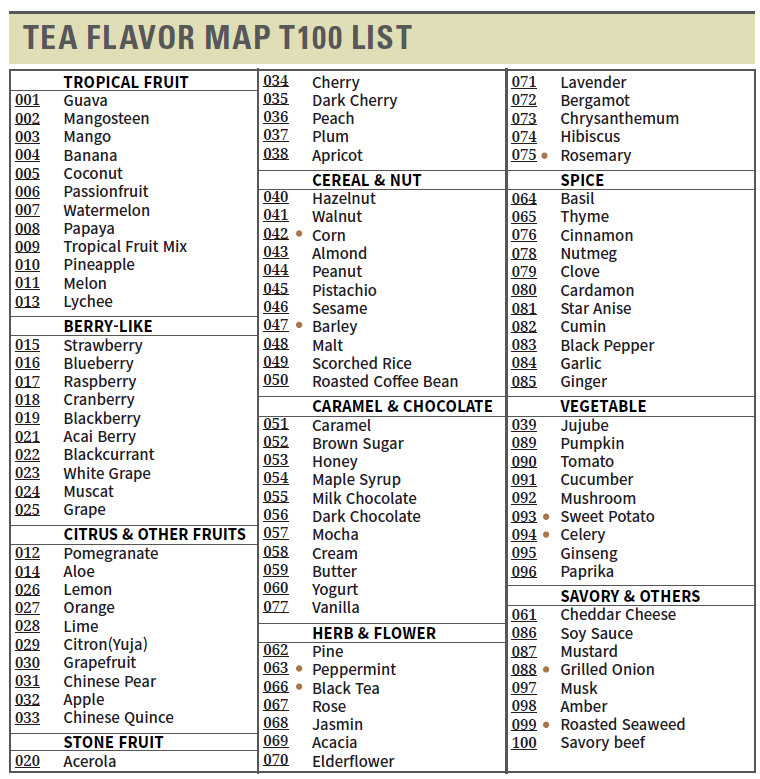 TEA FLAVOR MAP T100 LIST
TROPICAL FRUIT
001 Guava
002 Mangosteen
003 Mango
004 Banana
005 Coconut
006 Passionfruit
007 Watermelon
008 Papaya
009 Tropical Fruit Mix
010 Pineapple
011 Melon
013 Lychee
BERRY-LIKE
015 Strawberry
016 Blueberry
017 Raspberry
018 Cranberry
019 Blackberry
021 Acai Berry
022 Blackcurrant
023 White Grape
024 Muscat
025 Grape
CITRUS & OTHER FRUITS
012 Pomegranate
014 Aloe
026 Lemon
027 Orange
028 Lime
029 Citron(Yuja)
030 Grapefruit
031 Chinese Pear
032 Apple
033 Chinese Quince
STONE FRUIT
020 Acerola
034 Cherry
035 Dark Cherry
036 Peach
037 Plum
038 Apricot
CEREAL & NUT
040 Hazelnut
041 Walnut
042 • Corn
043 Almond
044 Peanut
045 Pistachio
046 Sesame
047 • Barley
048 Malt
049 Scorched Rice
050 Roasted Coffee Bean
CARAMEL & CHOCOLATE
051 Caramel
052 Brown Sugar
053 Honey
054 Maple Syrup
055 Milk Chocolate
056 Dark Chocolate
057 Mocha
058 Cream
059 Butter
060 Yogurt
077 Vanilla
HERB & FLOWER
062 Pine
063 • Peppermint
066 • Black Tea
067 Rose
068 Jasmin
069 Acacia
070 Elderflower
071 Lavender
072 Bergamot
073 Chrysanthemum
074 Hibiscus
075 • Rosemary
SPICE
064 Basil
065 Thyme
076 Cinnamon
078 Nutmeg
079 Clove
080 Cardamon
081 Star Anise
082 Cumin
083 Black Pepper
084 Garlic
085 Ginger
VEGETABLE
039 Jujube
089 Pumpkin
090 Tomato
091 Cucumber
092 Mushroom
093 • Sweet Potato
094 • Celery
095 Ginseng
096 Paprika
SAVORY & OTHERS
061 Cheddar Cheese
086 Soy Sauce
087 Mustard
088 • Grilled Onion
097 Musk
098 Amber
099 • Roasted Seaweed
100 Savory beef